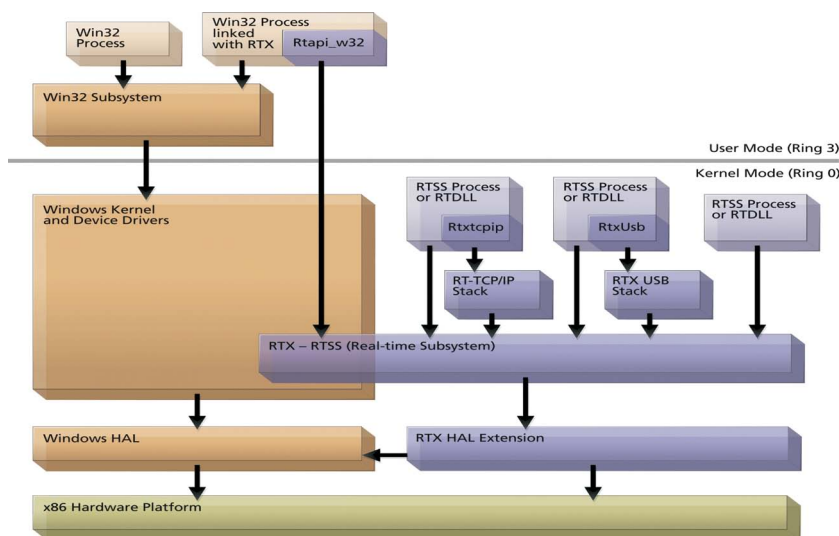 Win32
Process
Win32 Process
linked
with RTX
Rtapi_w32
Win32 Subsystem
User Mode (Ring 3)
Kernel Mode (Ring 0)
Windows Kernel
and Device Drivers
RTSS Process
or RTDLL
Rtxtcpip
RTSS Process
or RTDLL
RtxUsb
RTSS Process
or RTDLL
RT-TCP/IP
Stack
RTX USB
Stack
RTX – RTSS (Real-time Subsystem)
Windows HAL
RTX HAL Extension
x86 Hardware Platform